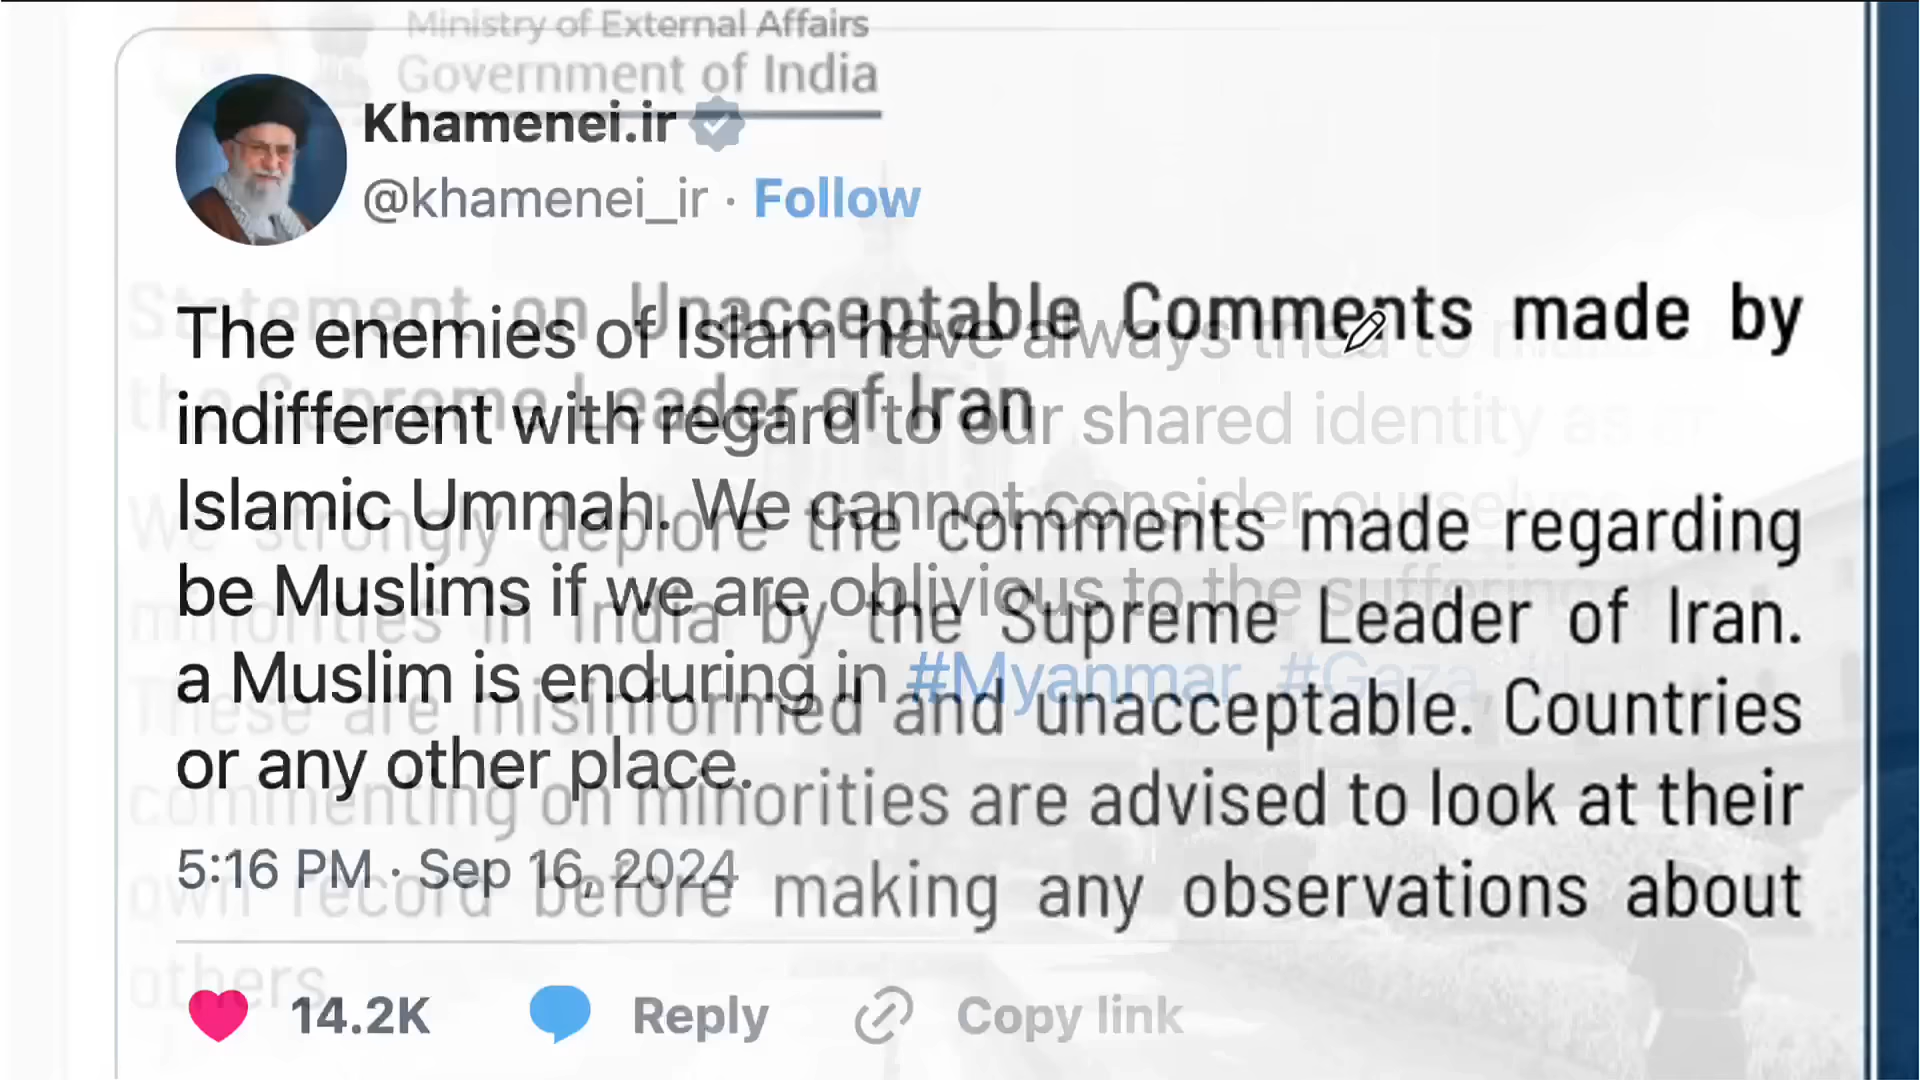 Ministry of External Affairs
Government of India
Khamenei.ir
@khamenei_ir · Follow
Statement on Unacceptable Comments made by
the Supreme Leader of Iran
The enemies of Islam have always tried to make
indifferent with regard to our shared identity as an
Islamic Ummah. We cannot consider ourselves
be Muslims if we are oblivious to the suffering
a Muslim is enduring in #Myanmar, #Gaza,
or any other place.
5:16 PM · Sep 16, 2024
We strongly deplore the comments made regarding
minorities in India by the Supreme Leader of Iran.
These are misinformed and unacceptable. Countries
commenting on minorities are advised to look at their
own record before making any observations about
others.
14.2K Reply Copy link